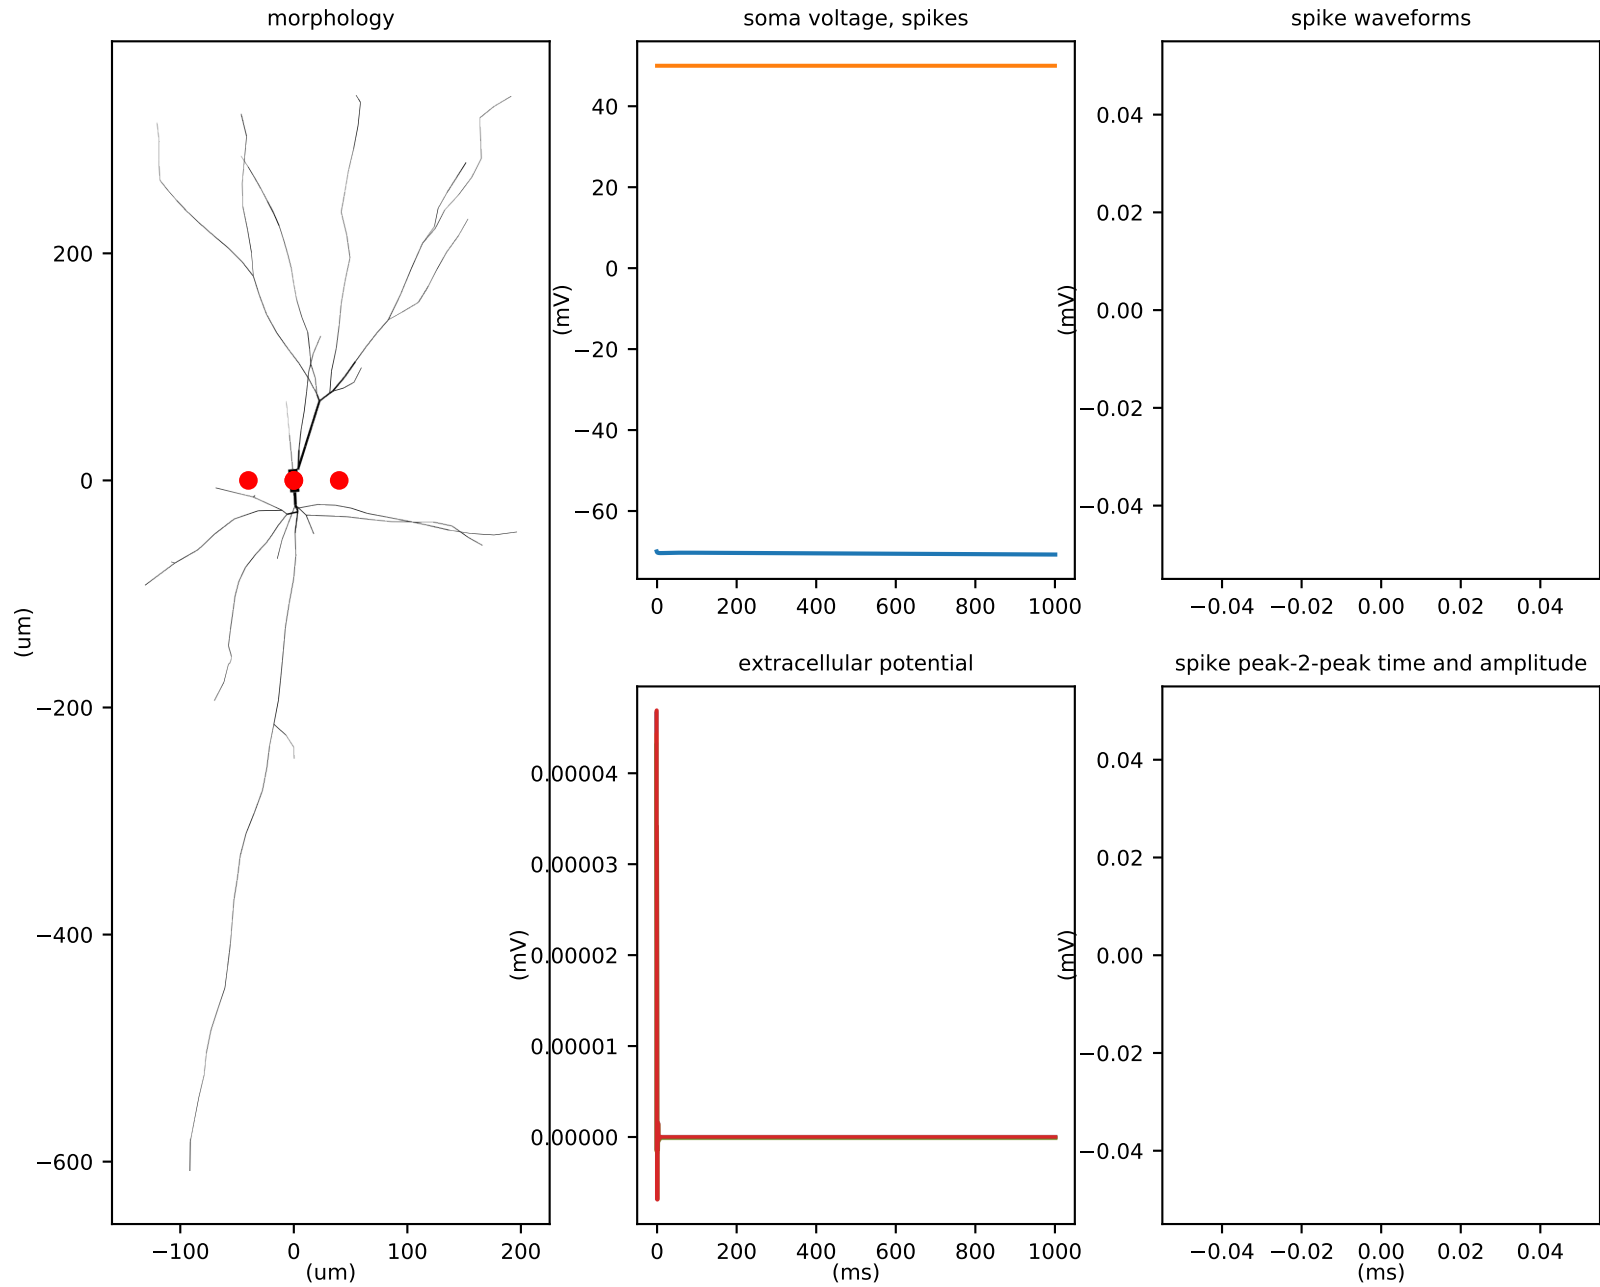 morphology
200
0
−200
−400
−600
(um)
−100 0 100 200
(um)
soma voltage, spikes
40
20
0
−20
−40
−60
(mV)
0 200 400 600 800 1000
spike waveforms
0.04
0.02
0.00
−0.02
−0.04
(mV)
−0.04 −0.02 0.00 0.02 0.04
extracellular potential
0.00004
0.00003
0.00002
0.00001
0.00000
(mV)
0 200 400 600 800 1000
(ms)
spike peak-2-peak time and amplitude
0.04
0.02
0.00
−0.02
−0.04
(mV)
−0.04 −0.02 0.00 0.02 0.04
(ms)